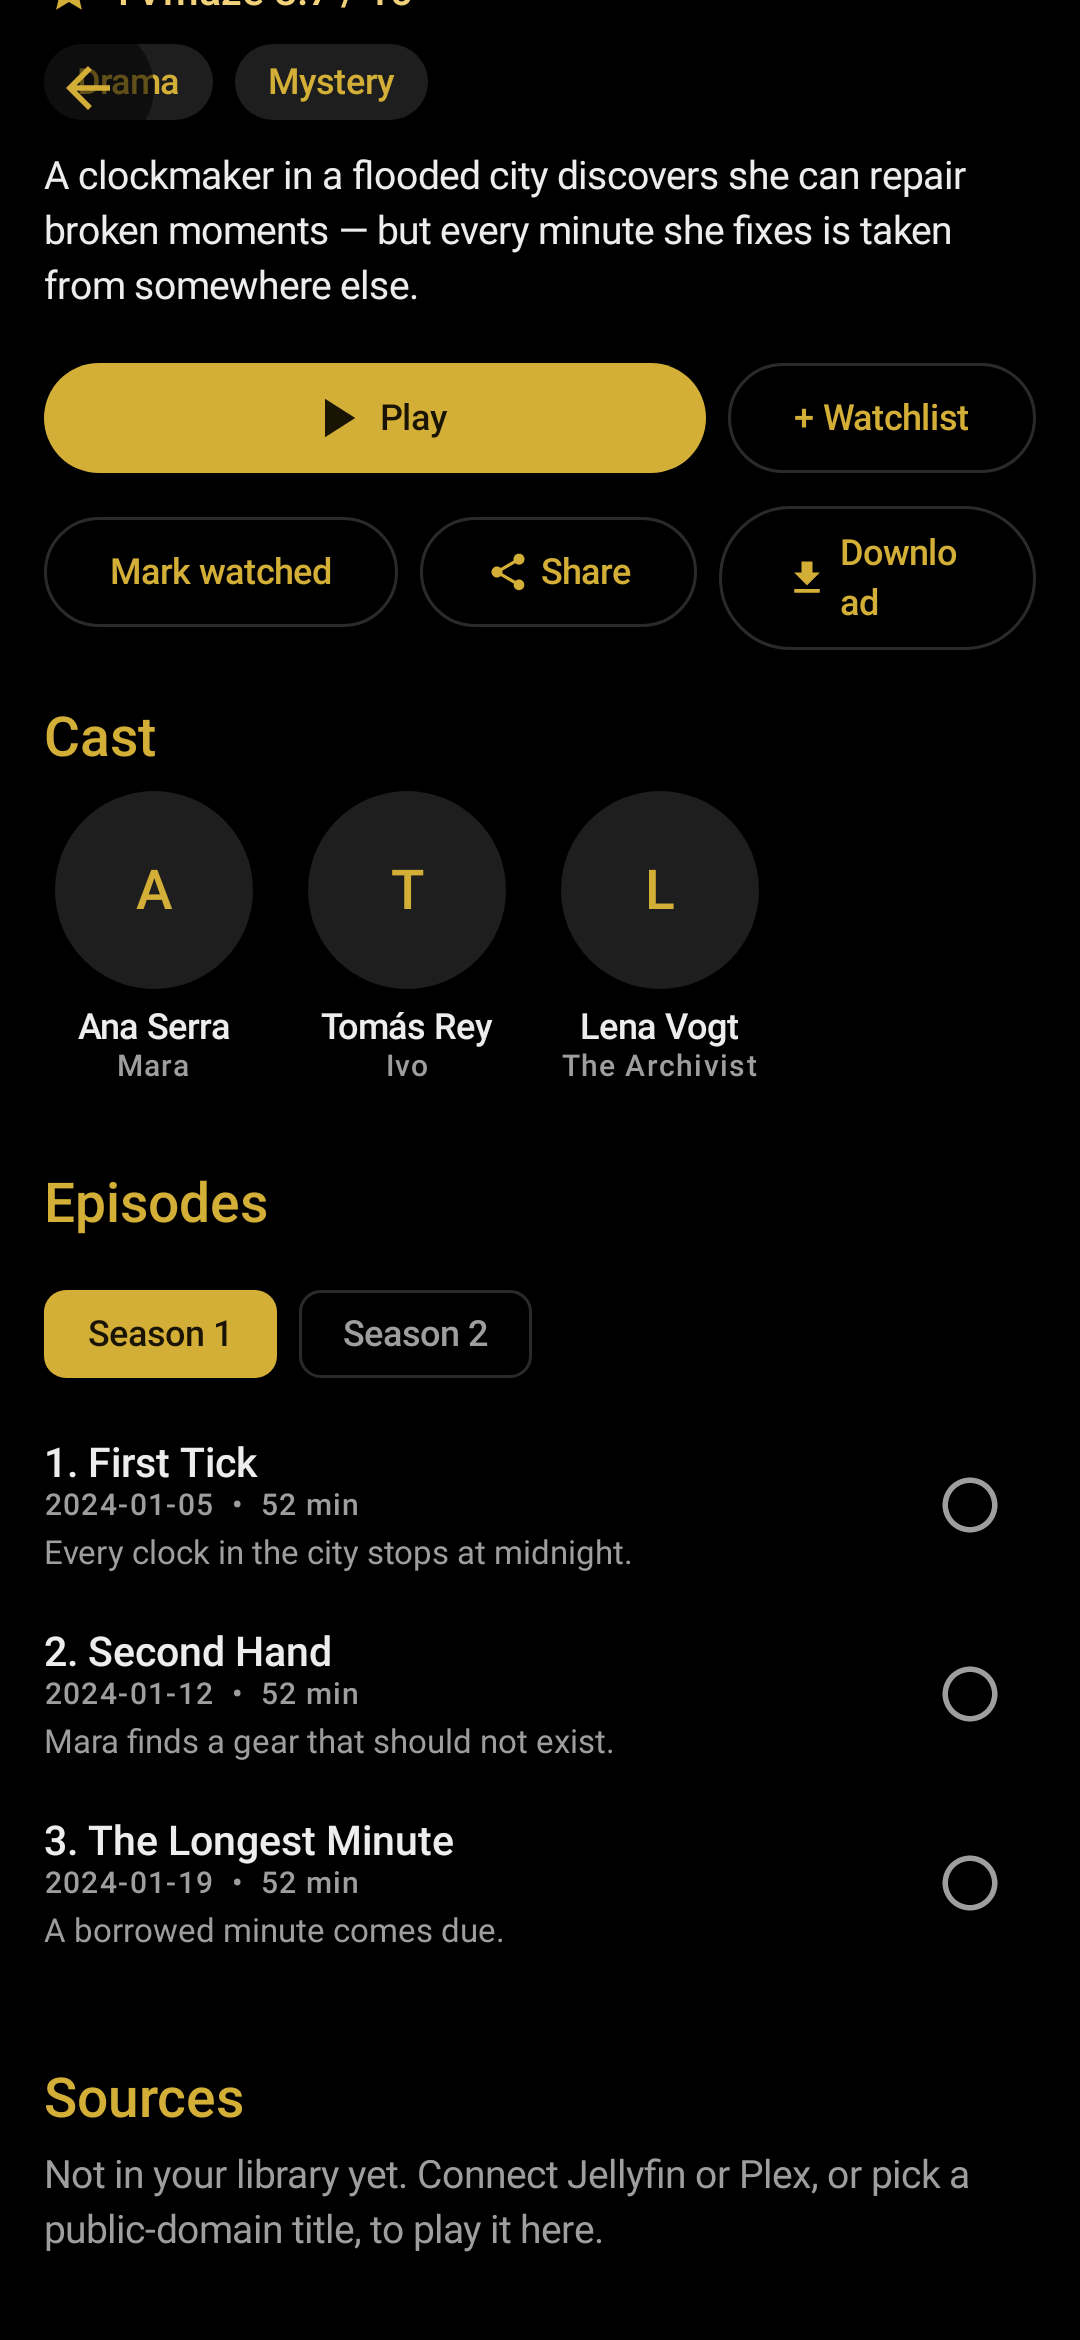 Drama
Mystery
A clockmaker in a flooded city discovers she can repair
broken moments — but every minute she fixes is taken
from somewhere else.
Play
+ Watchlist
Mark watched
Share
Downlo
ad
Cast
A
T
L
Ana Serra
Tomás Rey
Lena Vogt
Mara
Ivo
The Archivist
Episodes
Season 1
Season 2
1. First Tick
2024-01-05 • 52 min
Every clock in the city stops at midnight.
2. Second Hand
2024-01-12 • 52 min
Mara finds a gear that should not exist.
3. The Longest Minute
2024-01-19 • 52 min
A borrowed minute comes due.
Sources
Not in your library yet. Connect Jellyfin or Plex, or pick a
public-domain title, to play it here.